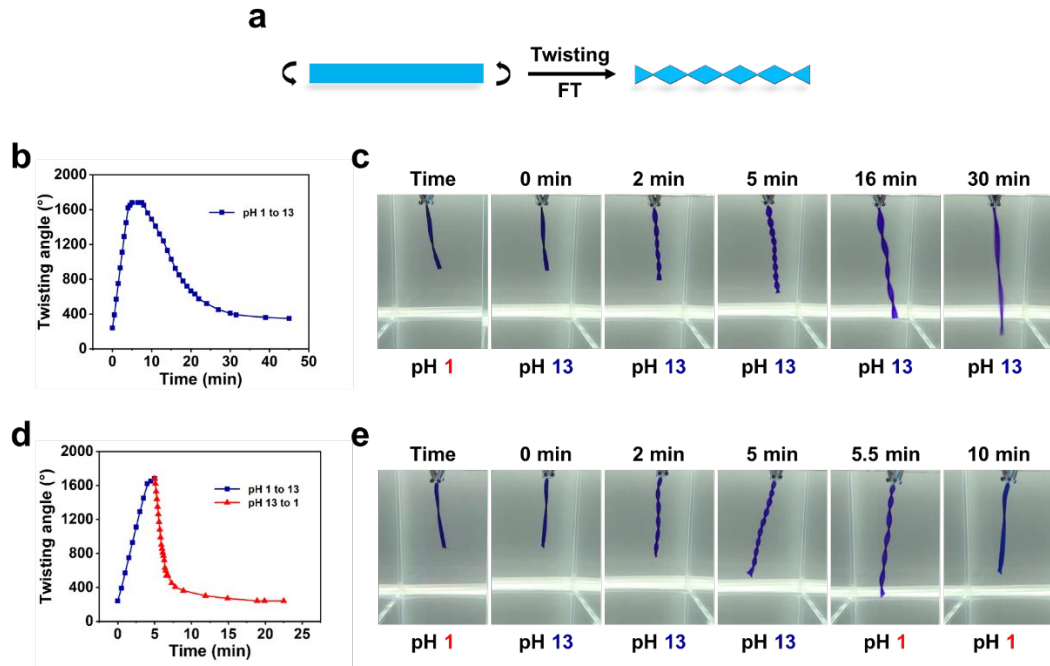 a
Twisting
FT
b
2000
1600
1200
800
400
0
0 10 20 30 40 50
Twisting angle (°)
Time (min)
pH 1 to 13
c
Time 0 min 2 min 5 min 16 min 30 min
pH 1 pH 13 pH 13 pH 13 pH 13 pH 13
d
2000
1600
1200
800
400
0
0 5 10 15 20 25
Twisting angle (°)
Time (min)
pH 1 to 13
pH 13 to 1
e
Time 0 min 2 min 5 min 5.5 min 10 min
pH 1 pH 13 pH 13 pH 13 pH 1 pH 1